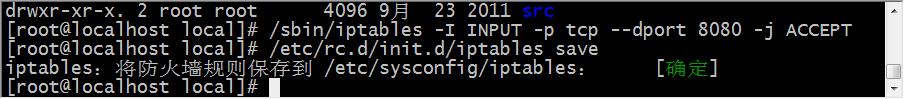 drwxr-xr-x. 2 root root     4096 9月  23 2011 src
[root@localhost local]# /sbin/iptables -I INPUT -p tcp --dport 8080 -j ACCEPT
[root@localhost local]# /etc/rc.d/init.d/iptables save
iptables：将防火墙规则保存到 /etc/sysconfig/iptables：     [确定]
[root@localhost local]#